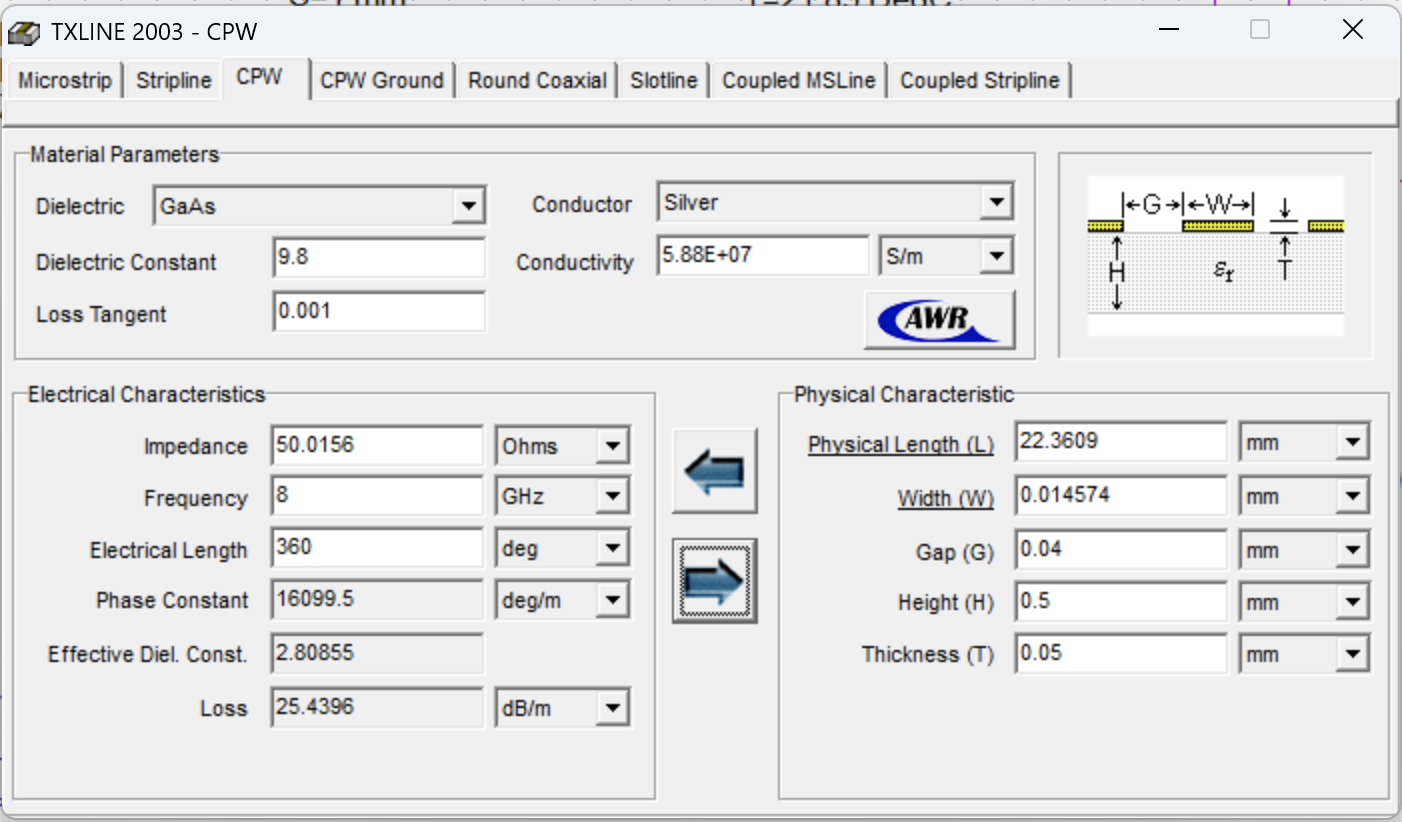 TXLINE 2003 - CPW
Microstrip Stripline CPW CPW Ground Round Coaxial Slotline Coupled MSLine Coupled Stripline
Material Parameters
Dielectric GaAs
Dielectric Constant 9.8
Loss Tangent 0.001
Conductor Silver
Conductivity 5.88E+07 S/m
AWR
G W
H εr T
Electrical Characteristics
Impedance 50.0156 Ohms
Frequency 8 GHz
Electrical Length 360 deg
Phase Constant 16099.5 deg/m
Effective Diel. Const. 2.80855
Loss 25.4396 dB/m
Physical Characteristic
Physical Length (L) 22.3609 mm
Width (W) 0.014574 mm
Gap (G) 0.04 mm
Height (H) 0.5 mm
Thickness (T) 0.05 mm